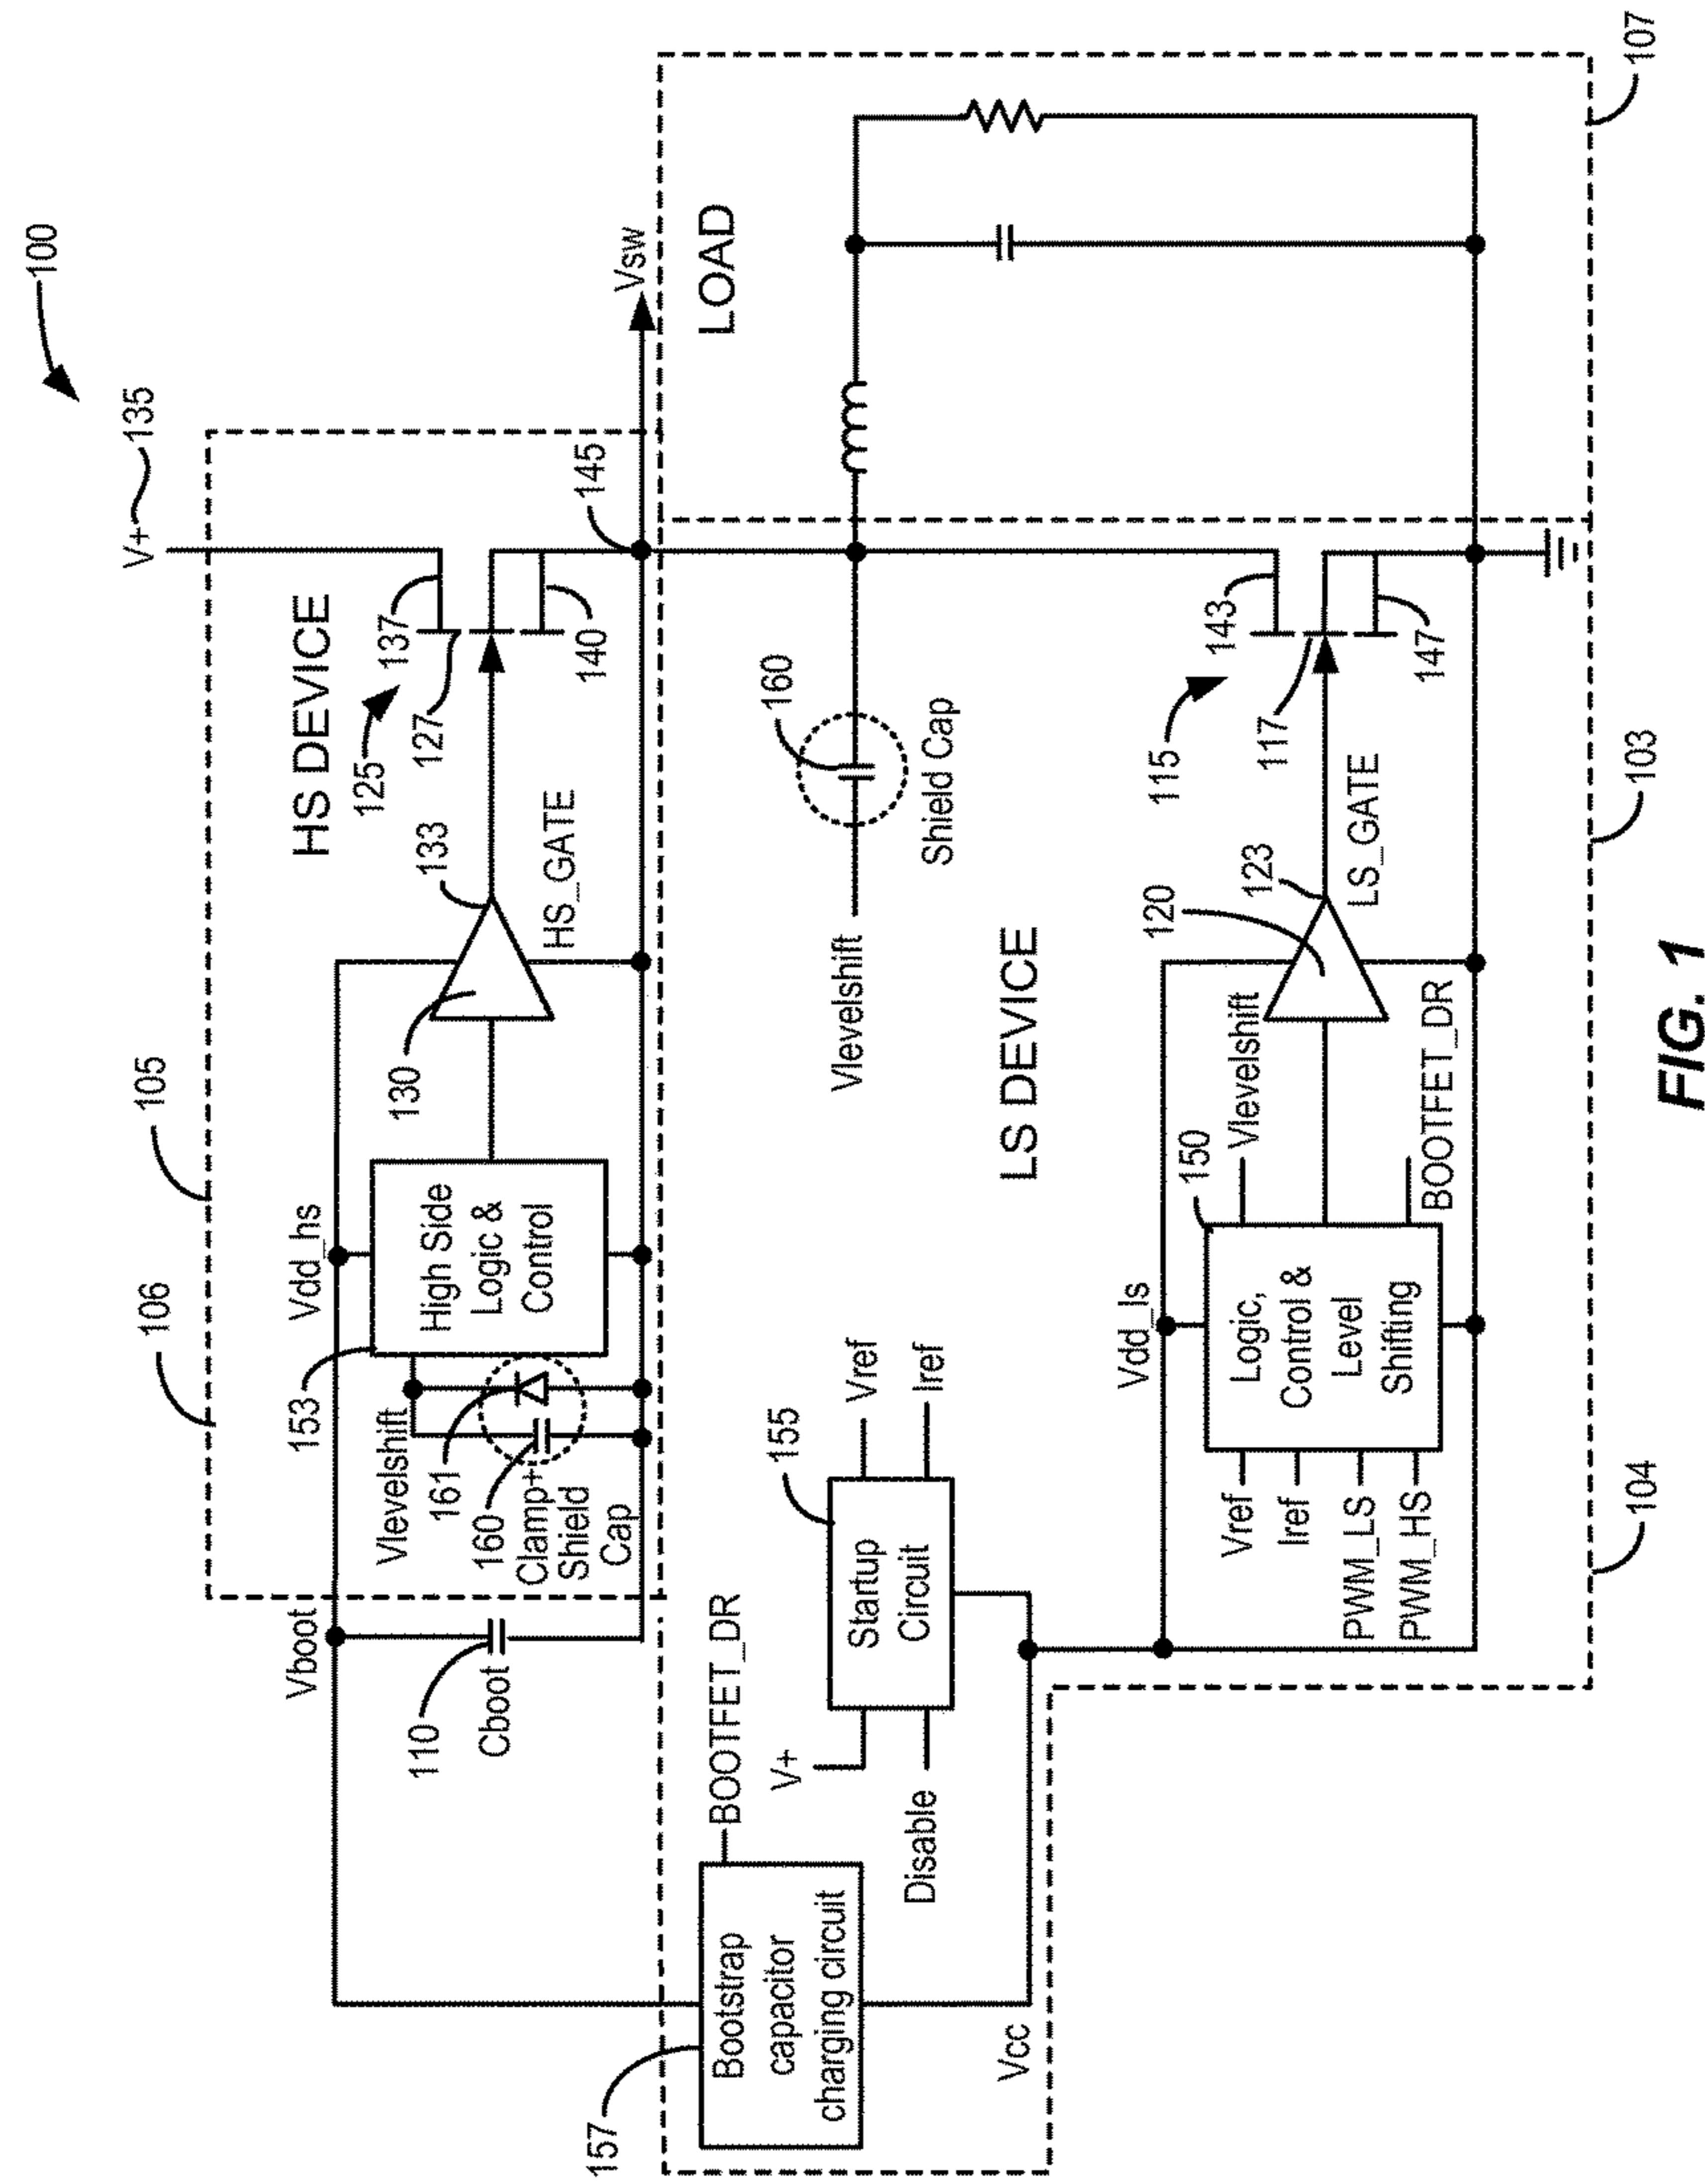 100
V+
135
HS DEVICE
137
125
127
140
145
Vsw
133
HS_GATE
130
105
106
Vdd_hs
High Side
Logic &
Control
153
Vlevelshift
161
160
Clamp+
Shield
Cap
Vboot
110
Cboot
LOAD
107
160
Shield Cap
Vlevelshift
LS DEVICE
143
115
117
147
LS_GATE
123
120
103
Vlevelshift
150
BOOTFET_DR
Vdd_ls
Logic,
Control &
Level
Shifting
Vref
Iref
PWM_LS
PWM_HS
104
Vref
Iref
155
Startup
Circuit
V+
Disable
BOOTFET_DR
Bootstrap
capacitor
charging circuit
157
Vcc
FIG. 1